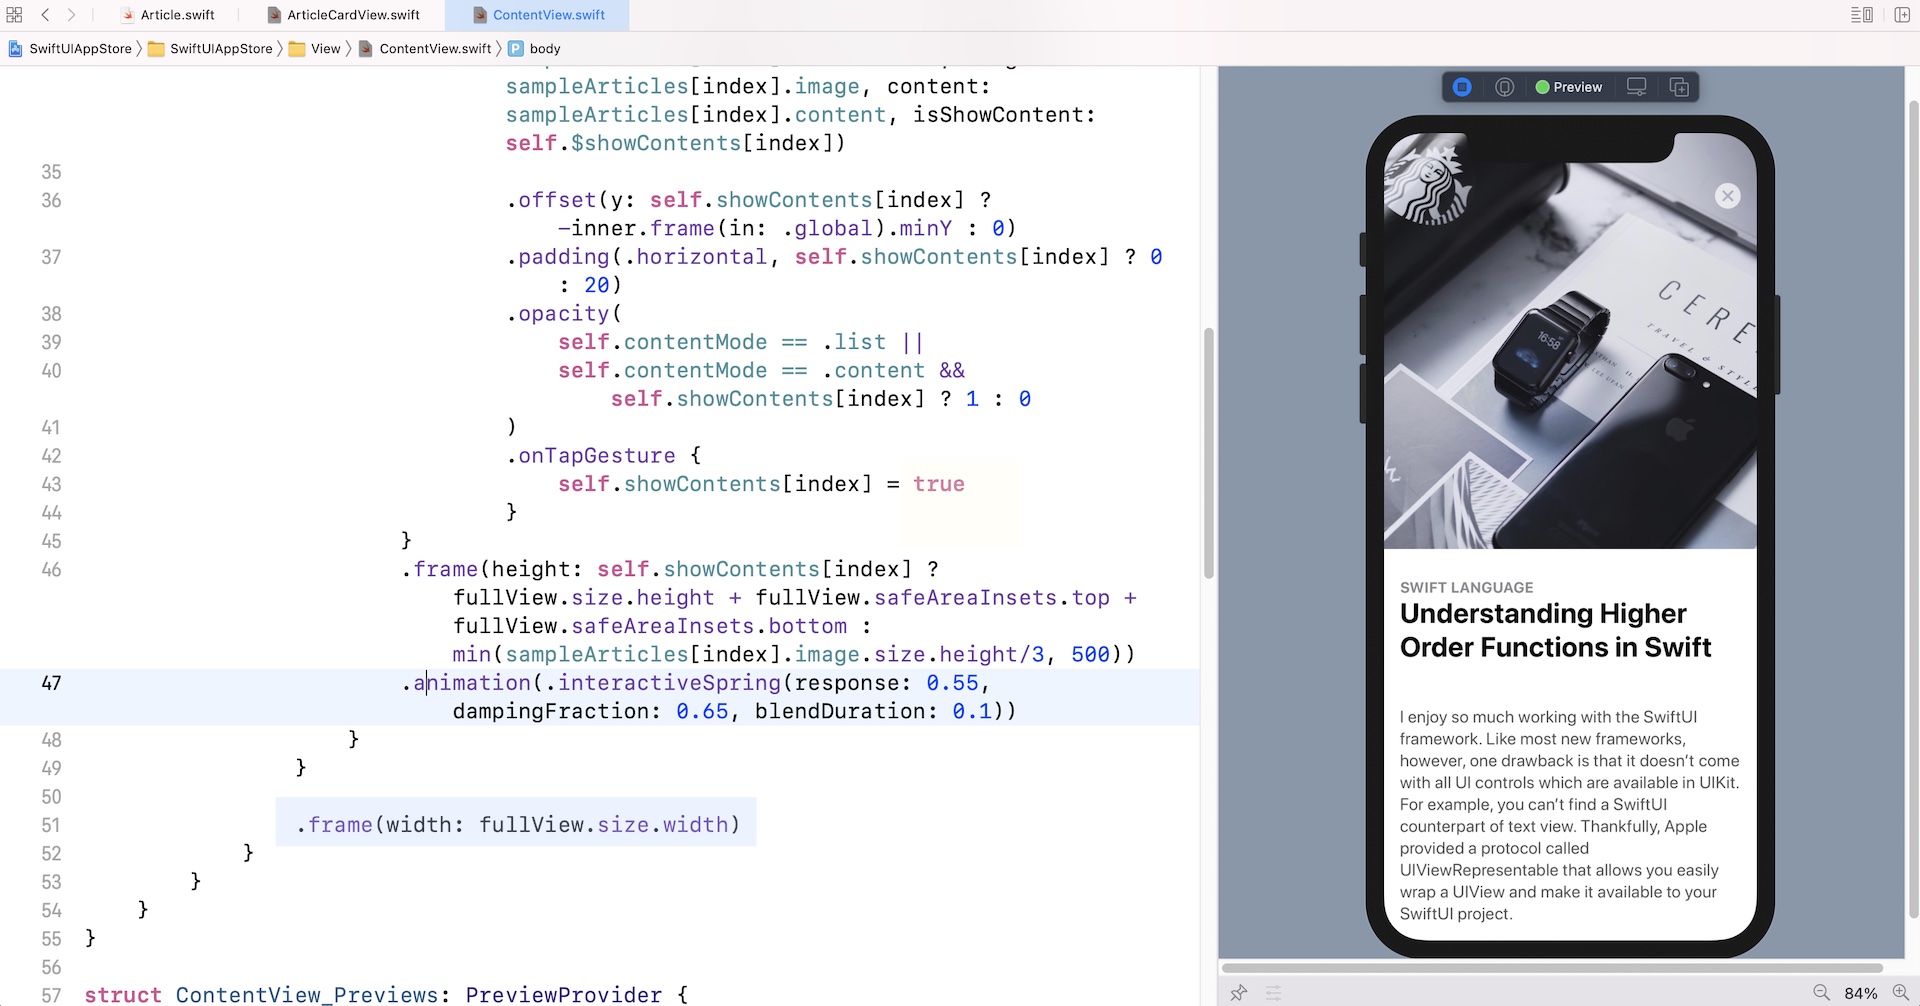 Article.swift
ArticleCardView.swift
ContentView.swift
SwiftUIAppStore
SwiftUIAppStore
View
ContentView.swift
P
body
sampleArticles[index].image, content:
sampleArticles[index].content, isShowContent:
self.$showContents[index])
35
36 .offset(y: self.showContents[index] ?
-inner.frame(in: .global).minY : 0)
37 .padding(.horizontal, self.showContents[index] ? 0
: 20)
38 .opacity(
39 self.contentMode == .list ||
40 self.contentMode == .content &&
self.showContents[index] ? 1 : 0
41 )
42 .onTapGesture {
43 self.showContents[index] = true
44 }
45 }
46 .frame(height: self.showContents[index] ?
fullView.size.height + fullView.safeAreaInsets.top +
fullView.safeAreaInsets.bottom :
min(sampleArticles[index].image.size.height/3, 500))
47 .animation(.interactiveSpring(response: 0.55,
dampingFraction: 0.65, blendDuration: 0.1))
48 }
49 }
50
51 .frame(width: fullView.size.width)
52 }
53 }
54 }
55 }
56
57 struct ContentView_Previews: PreviewProvider {
Preview
CERE
TRAVEL & STYL
16:58
SWIFT LANGUAGE
Understanding Higher
Order Functions in Swift
I enjoy so much working with the SwiftUI
framework. Like most new frameworks,
however, one drawback is that it doesn't come
with all UI controls which are available in UIKit.
For example, you can't find a SwiftUI
counterpart of text view. Thankfully, Apple
provided a protocol called
UIViewRepresentable that allows you easily
wrap a UIView and make it available to your
SwiftUI project.
84%